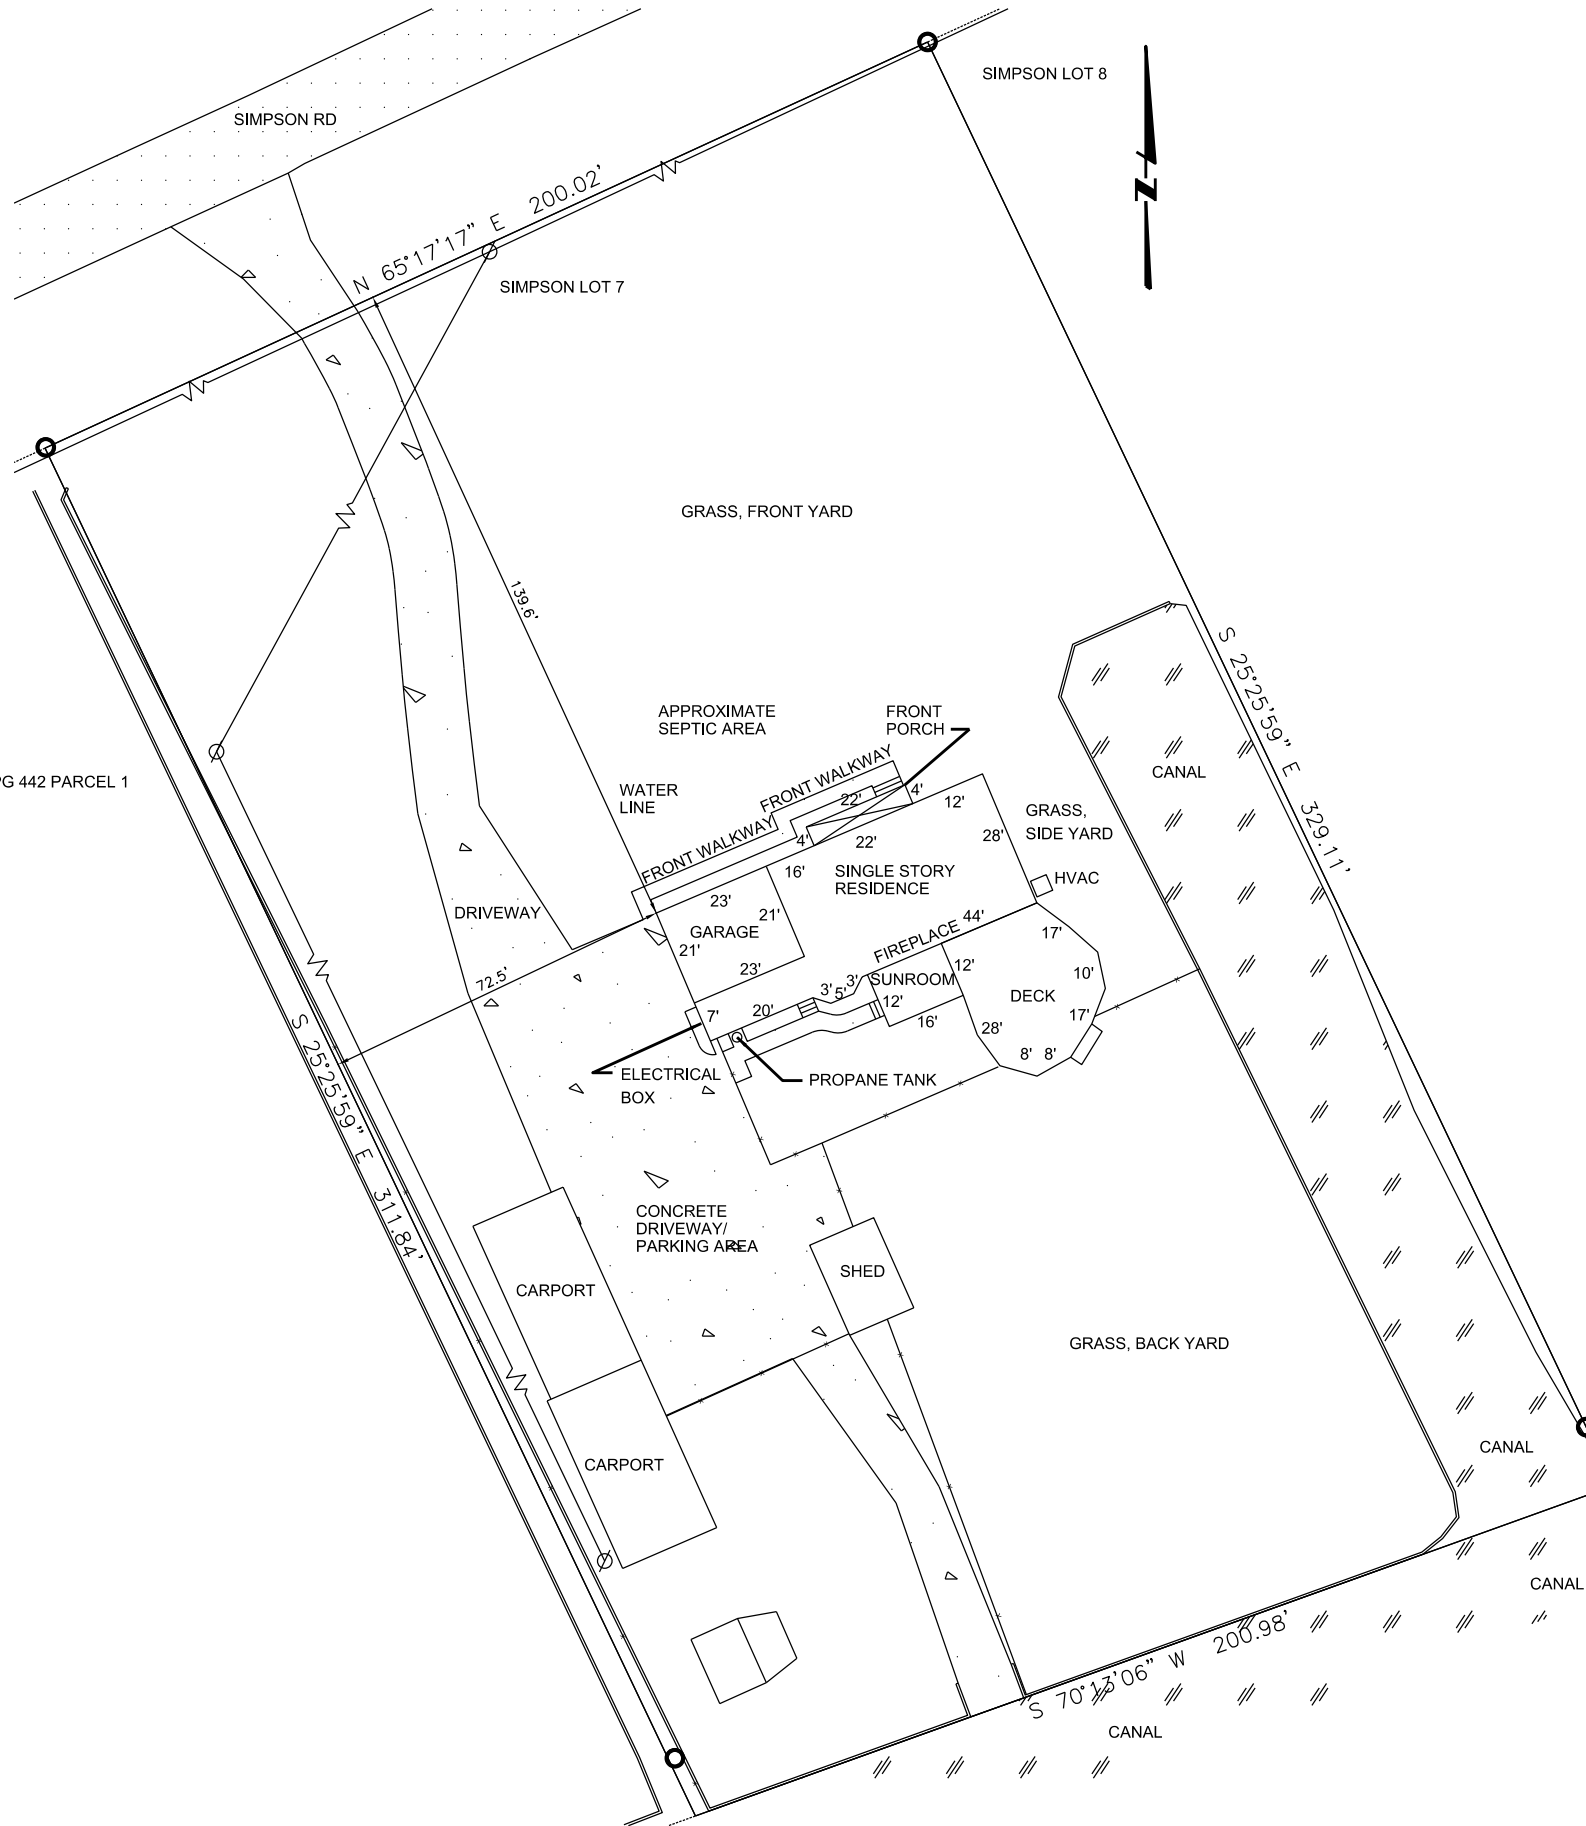 SIMPSON LOT 8
SIMPSON RD
N 65°17'17" E 200.02'
Z
SIMPSON LOT 7
GRASS, FRONT YARD
139.6'
S 25°25'59" E 329.11'
APPROXIMATE
SEPTIC AREA
FRONT
PORCH
PG 442 PARCEL 1
WATER
LINE
FRONT WALKWAY
FRONT WALKWAY
22'
4'
12'
CANAL
GRASS,
SIDE YARD
4'
22'
28'
16'
SINGLE STORY
RESIDENCE
HVAC
23'
21'
DRIVEWAY
GARAGE
21'
23'
FIREPLACE 44'
17'
72.5'
SUNROOM
12'
10'
3'
5'
3'
DECK
7'
20'
12'
16'
28'
17'
8'
8'
ELECTRICAL
BOX
PROPANE TANK
S 25°25'59" E 311.84'
CONCRETE
DRIVEWAY/
PARKING AREA
CARPORT
SHED
GRASS, BACK YARD
CARPORT
CANAL
CANAL
S 70°13'06" W 200.98'
CANAL